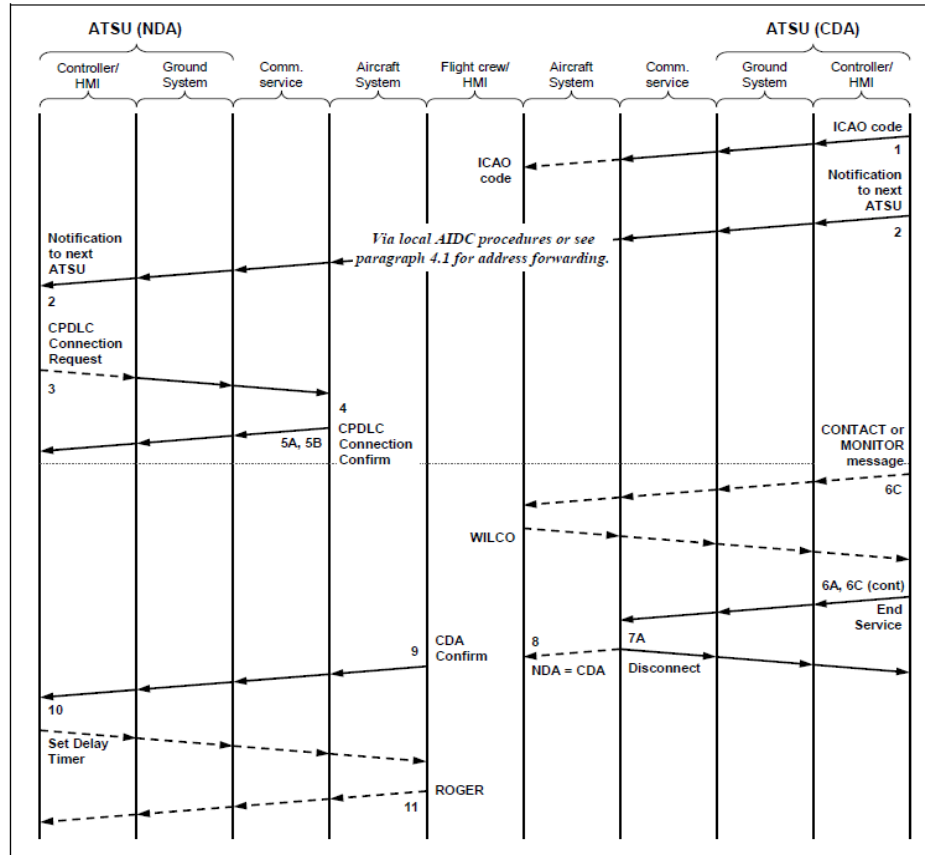 ATSU (NDA)
ATSU (CDA)
Controller/
HMI
Ground
System
Comm.
service
Aircraft
System
Flight crew/
HMI
Aircraft
System
Comm.
service
Ground
System
Controller/
HMI
ICAO code
1
ICAO
code
Notification
to next
ATSU
2
Via local AIDC procedures or see
paragraph 4.1 for address forwarding.
Notification
to next
ATSU
2
CPDLC
Connection
Request
3
4
5A, 5B
CPDLC
Connection
Confirm
CONTACT or
MONITOR
message
6C
WILCO
6A, 6C (cont)
End
Service
9
CDA
Confirm
8
NDA = CDA
7A
Disconnect
10
Set Delay
Timer
ROGER
11